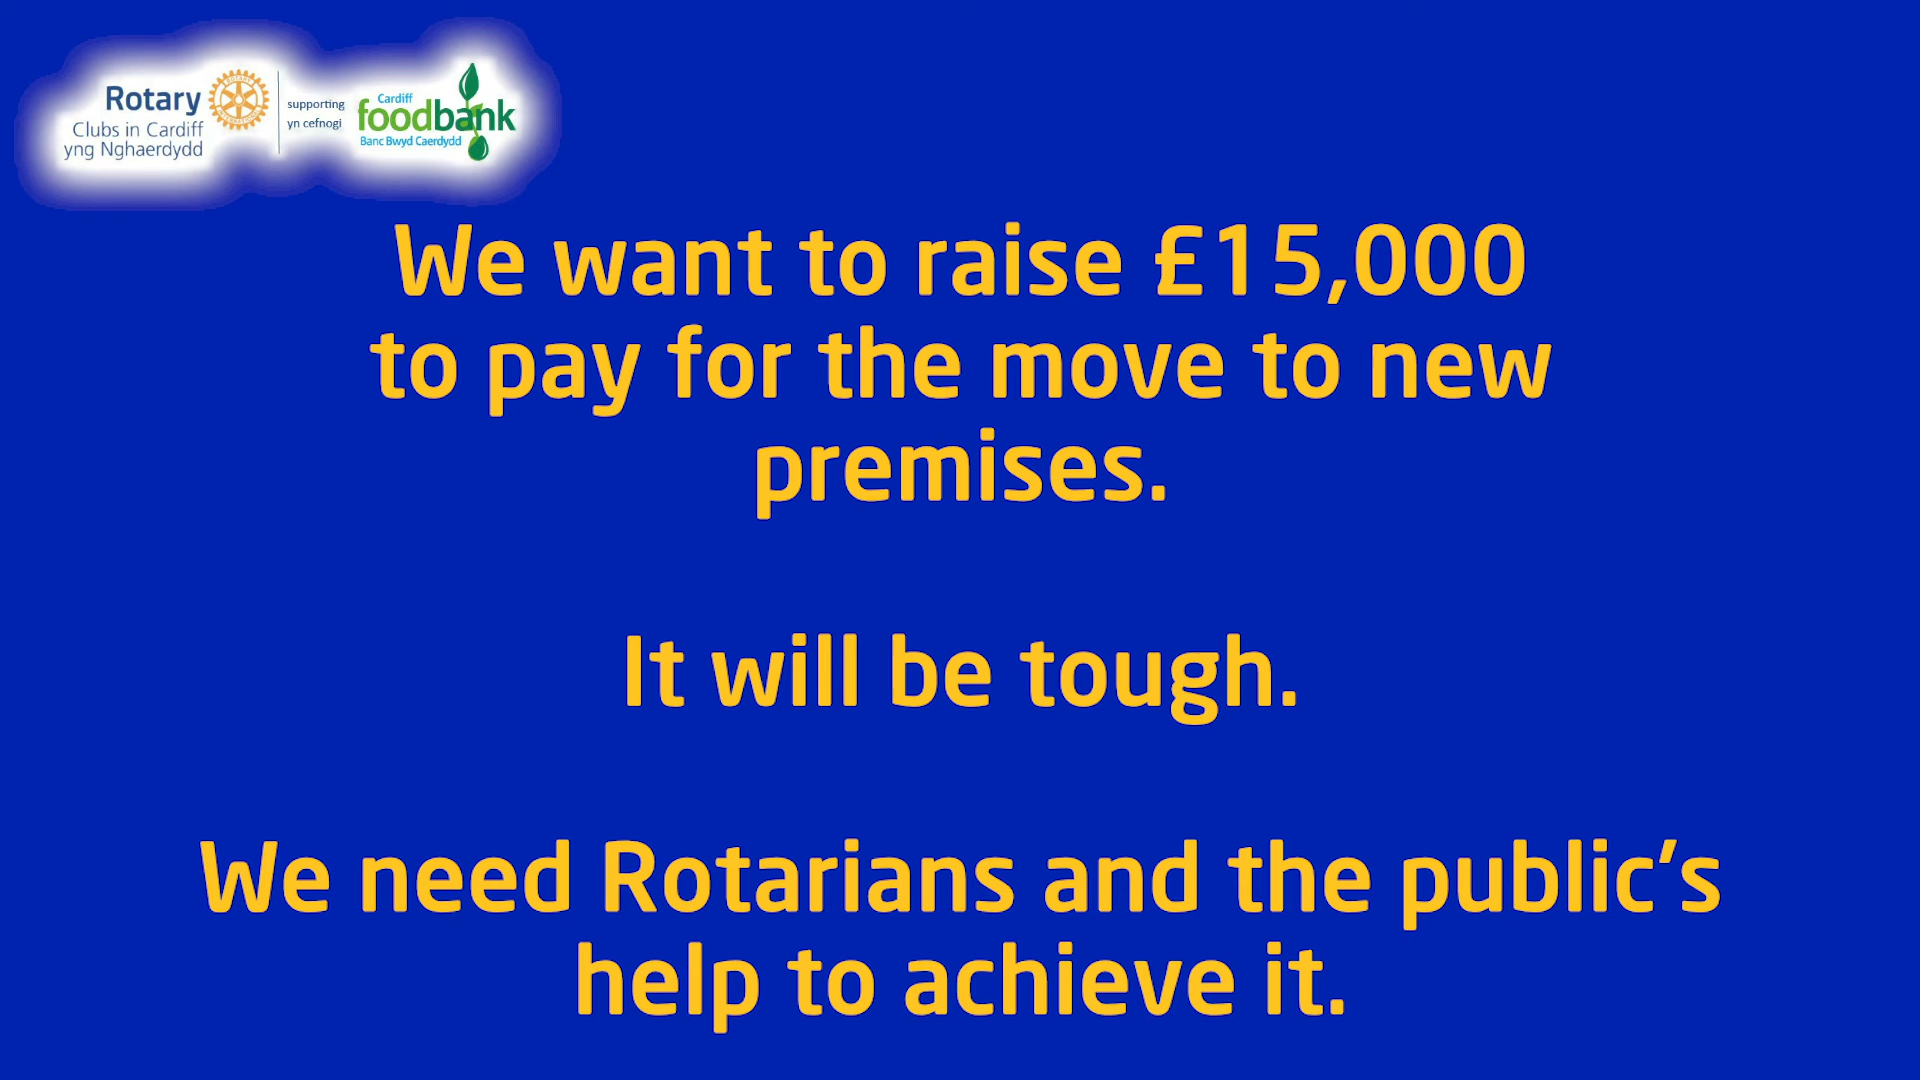 Rotary
Clubs in Cardiff
yng Nghaerdydd
supporting
yn cefnogi
Cardiff
foodbank
Banc Bwyd Caerdydd
We want to raise £15,000
to pay for the move to new
premises.
It will be tough.
We need Rotarians and the public’s
help to achieve it.